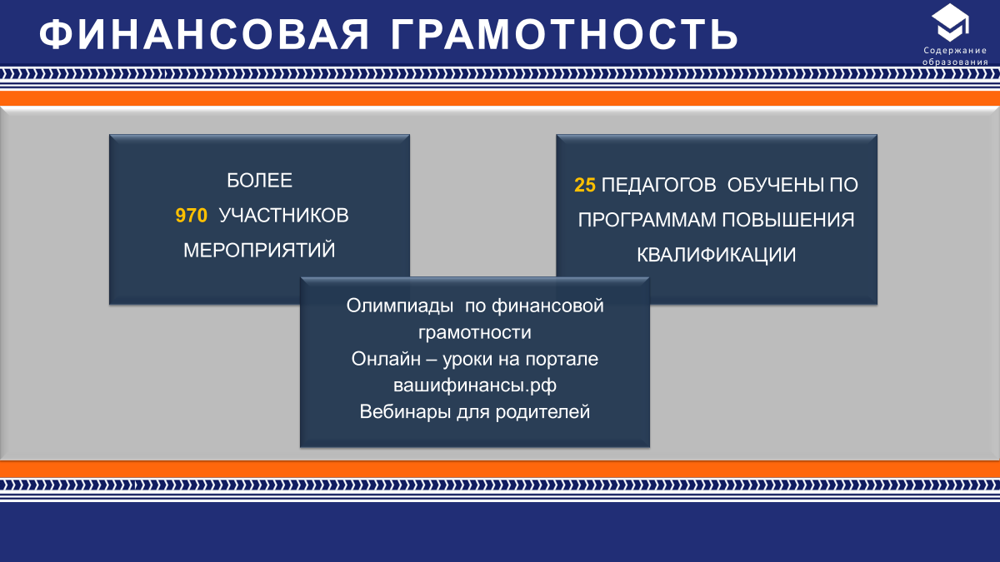 ФИНАНСОВАЯ ГРАМОТНОСТЬ
Содержание
образования
БОЛЕЕ
970 УЧАСТНИКОВ
МЕРОПРИЯТИЙ
25 ПЕДАГОГОВ ОБУЧЕНЫ ПО
ПРОГРАММАМ ПОВЫШЕНИЯ
КВАЛИФИКАЦИИ
Олимпиады по финансовой
грамотности
Онлайн – уроки на портале
вашифинансы.рф
Вебинары для родителей